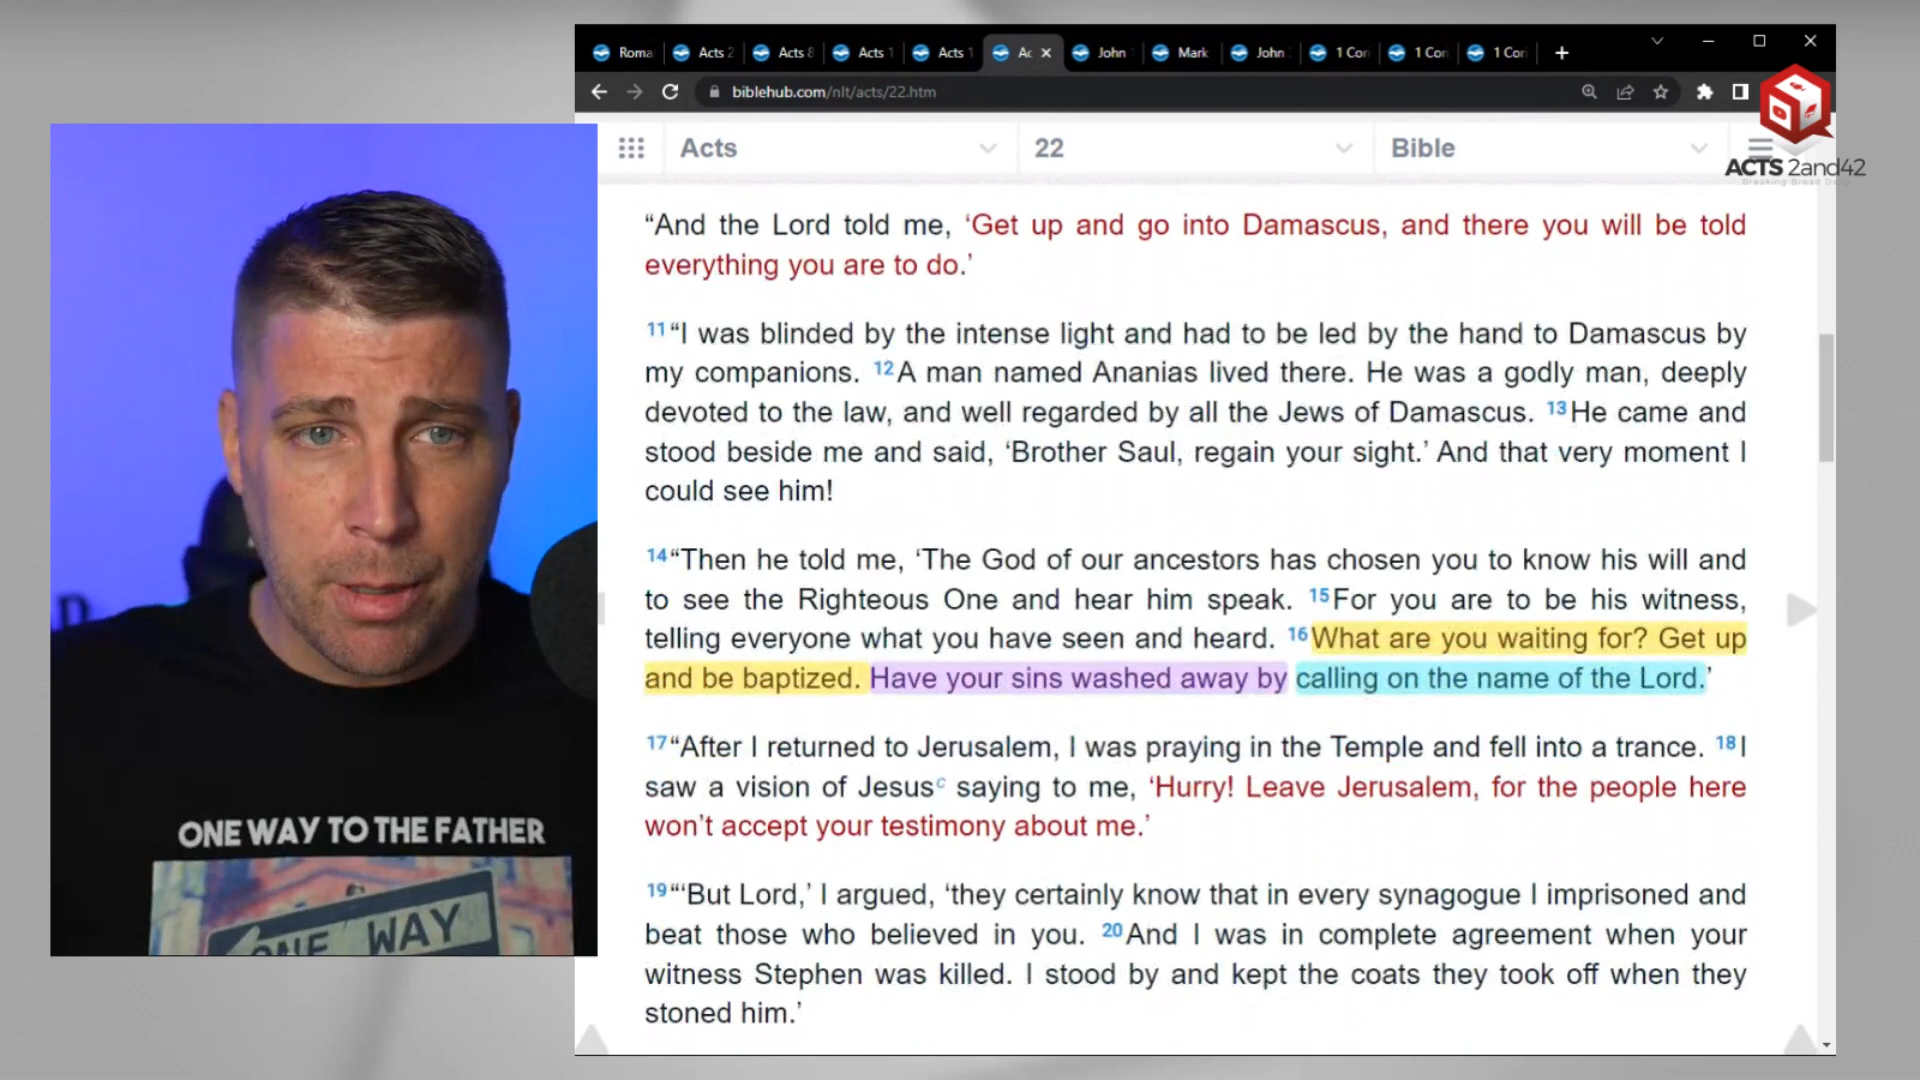 Roma
Acts 2
Acts 8
Acts 1
Acts 1
Ac
John
Mark
John
1 Cor
1 Cor
1 Cor
biblehub.com/nlt/acts/22.htm
Acts
22
Bible
ACTS 2and42
“And the Lord told me, ‘Get up and go into Damascus, and there you will be told
everything you are to do.’
11“I was blinded by the intense light and had to be led by the hand to Damascus by
my companions. 12A man named Ananias lived there. He was a godly man, deeply
devoted to the law, and well regarded by all the Jews of Damascus. 13He came and
stood beside me and said, ‘Brother Saul, regain your sight.’ And that very moment I
could see him!
14“Then he told me, ‘The God of our ancestors has chosen you to know his will and
to see the Righteous One and hear him speak. 15For you are to be his witness,
telling everyone what you have seen and heard. 16What are you waiting for? Get up
and be baptized. Have your sins washed away by calling on the name of the Lord.’
17“After I returned to Jerusalem, I was praying in the Temple and fell into a trance. 18I
saw a vision of Jesusc saying to me, ‘Hurry! Leave Jerusalem, for the people here
won’t accept your testimony about me.’
19“‘But Lord,’ I argued, ‘they certainly know that in every synagogue I imprisoned and
beat those who believed in you. 20And I was in complete agreement when your
witness Stephen was killed. I stood by and kept the coats they took off when they
stoned him.’
ONE WAY TO THE FATHER
ONE WAY